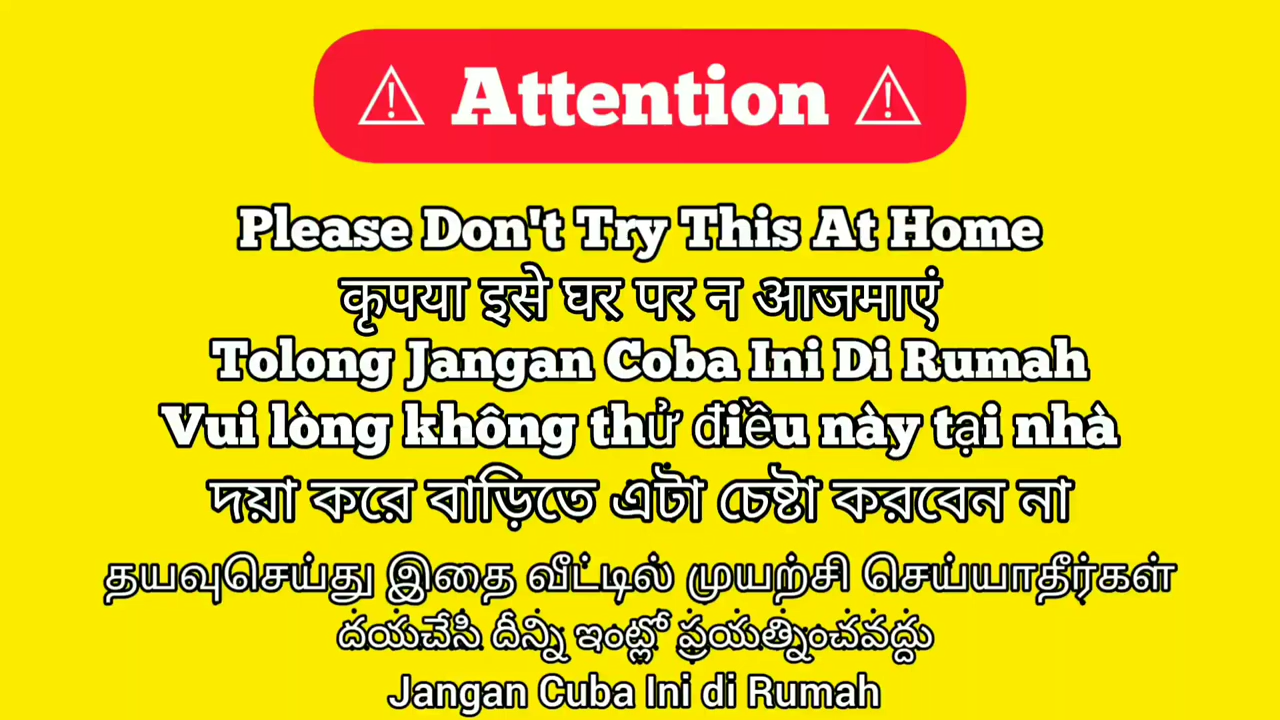 ⚠ Attention ⚠
Please Don't Try This At Home
कृपया इसे घर पर न आजमाएं
Tolong Jangan Coba Ini Di Rumah
Vui lòng không thử điều này tại nhà
দয়া করে বাড়িতে এটা চেষ্টা করবেন না
தயவுசெய்து இதை வீட்டில் முயற்சி செய்யாதீர்கள்
దయచేసి దీన్ని ఇంట్లో ప్రయత్నించవద్దు
Jangan Cuba Ini di Rumah